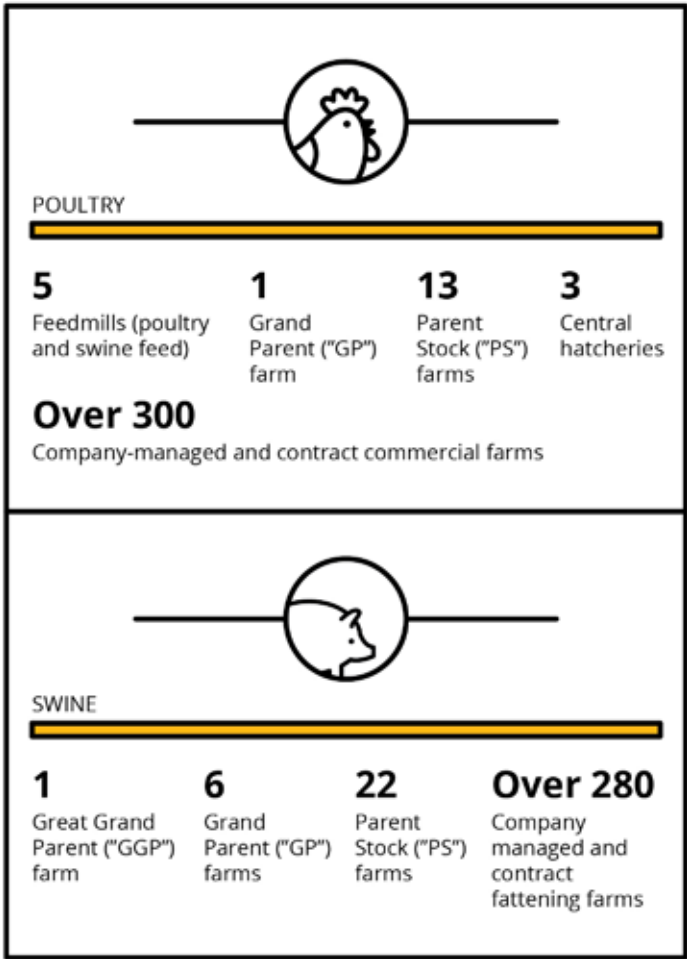 POULTRY
5
Feedmills (poultry
and swine feed)
1
Grand
Parent (”GP”)
farm
13
Parent
Stock (”PS”)
farms
3
Central
hatcheries
Over 300
Company-managed and contract commercial farms
SWINE
1
Great Grand
Parent (”GGP”)
farm
6
Grand
Parent (”GP”)
farms
22
Parent
Stock (”PS”)
farms
Over 280
Company
managed and
contract
fattening farms